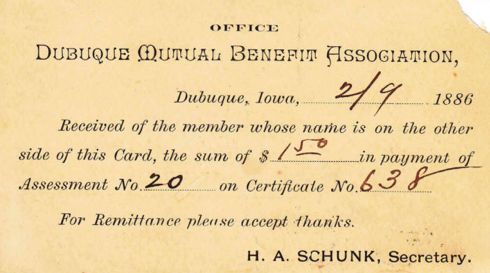 OFFICE
DUBUQUE MUTUAL BENEFIT ASSOCIATION,
Dubuque, Iowa, 2/9 1886
Received of the member whose name is on the other
side of this Card, the sum of $ 1 50 in payment of
Assessment No. 20 on Certificate No. 638
For Remittance please accept thanks.
H. A. SCHUNK, Secretary.